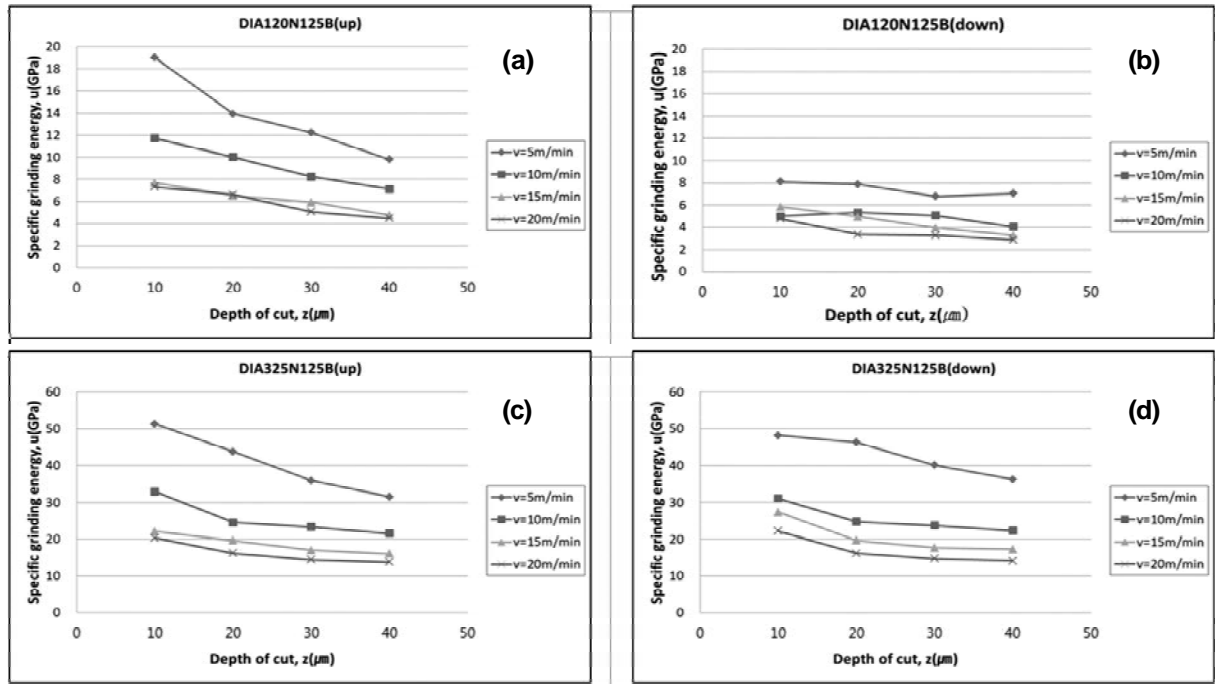 DIA120N125B(up)
(a)
Specific grinding energy, u(GPa)
20
18
16
14
12
10
8
6
4
2
0
0 10 20 30 40 50
Depth of cut, z(㎛)
v=5m/min
v=10m/min
v=15m/min
v=20m/min
DIA120N125B(down)
(b)
Specific grinding energy, u(GPa)
20
18
16
14
12
10
8
6
4
2
0
0 10 20 30 40 50
Depth of cut, z(㎛)
v=5m/min
v=10m/min
v=15m/min
v=20m/min
DIA325N125B(up)
(c)
Specific grinding energy, u(GPa)
60
50
40
30
20
10
0
0 10 20 30 40 50
Depth of cut, z(㎛)
v=5m/min
v=10m/min
v=15m/min
v=20m/min
DIA325N125B(down)
(d)
Specific grinding energy, u(GPa)
60
50
40
30
20
10
0
0 10 20 30 40 50
Depth of cut, z(㎛)
v=5m/min
v=10m/min
v=15m/min
v=20m/min